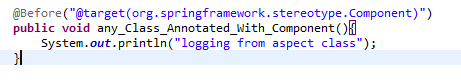 @Before("@target(org.springframework.stereotype.Component)")
public void any_Class_Annotated_With_Component(){
System.out.println("logging from aspect class");
}